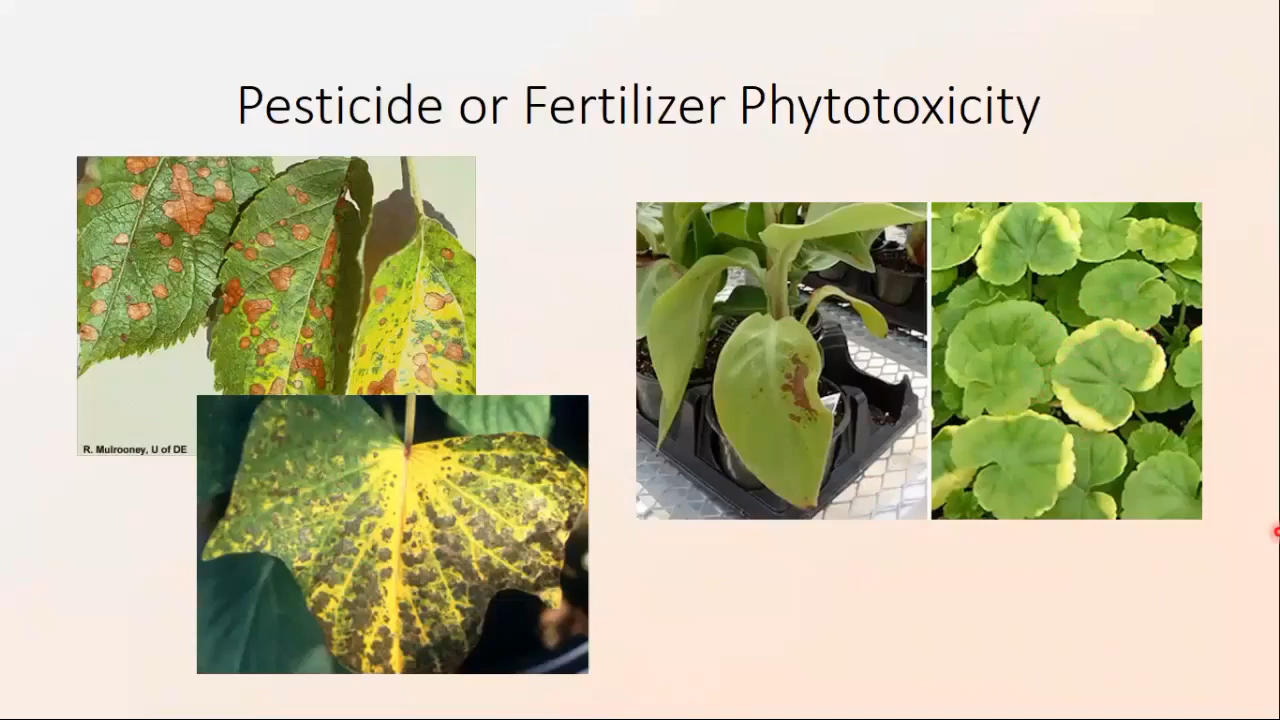 Pesticide or Fertilizer Phytotoxicity
R. Mulrooney, U of DE